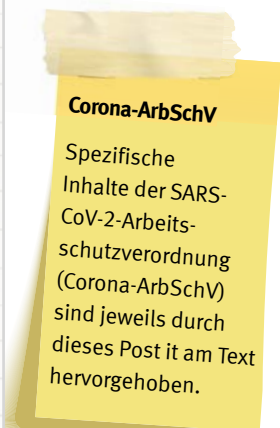 Corona-ArbSchV
Spezifische
Inhalte der SARS-
CoV-2-Arbeits-
schutzverordnung
(Corona-ArbSchV)
sind jeweils durch
dieses Post it am Text
hervorgehoben.